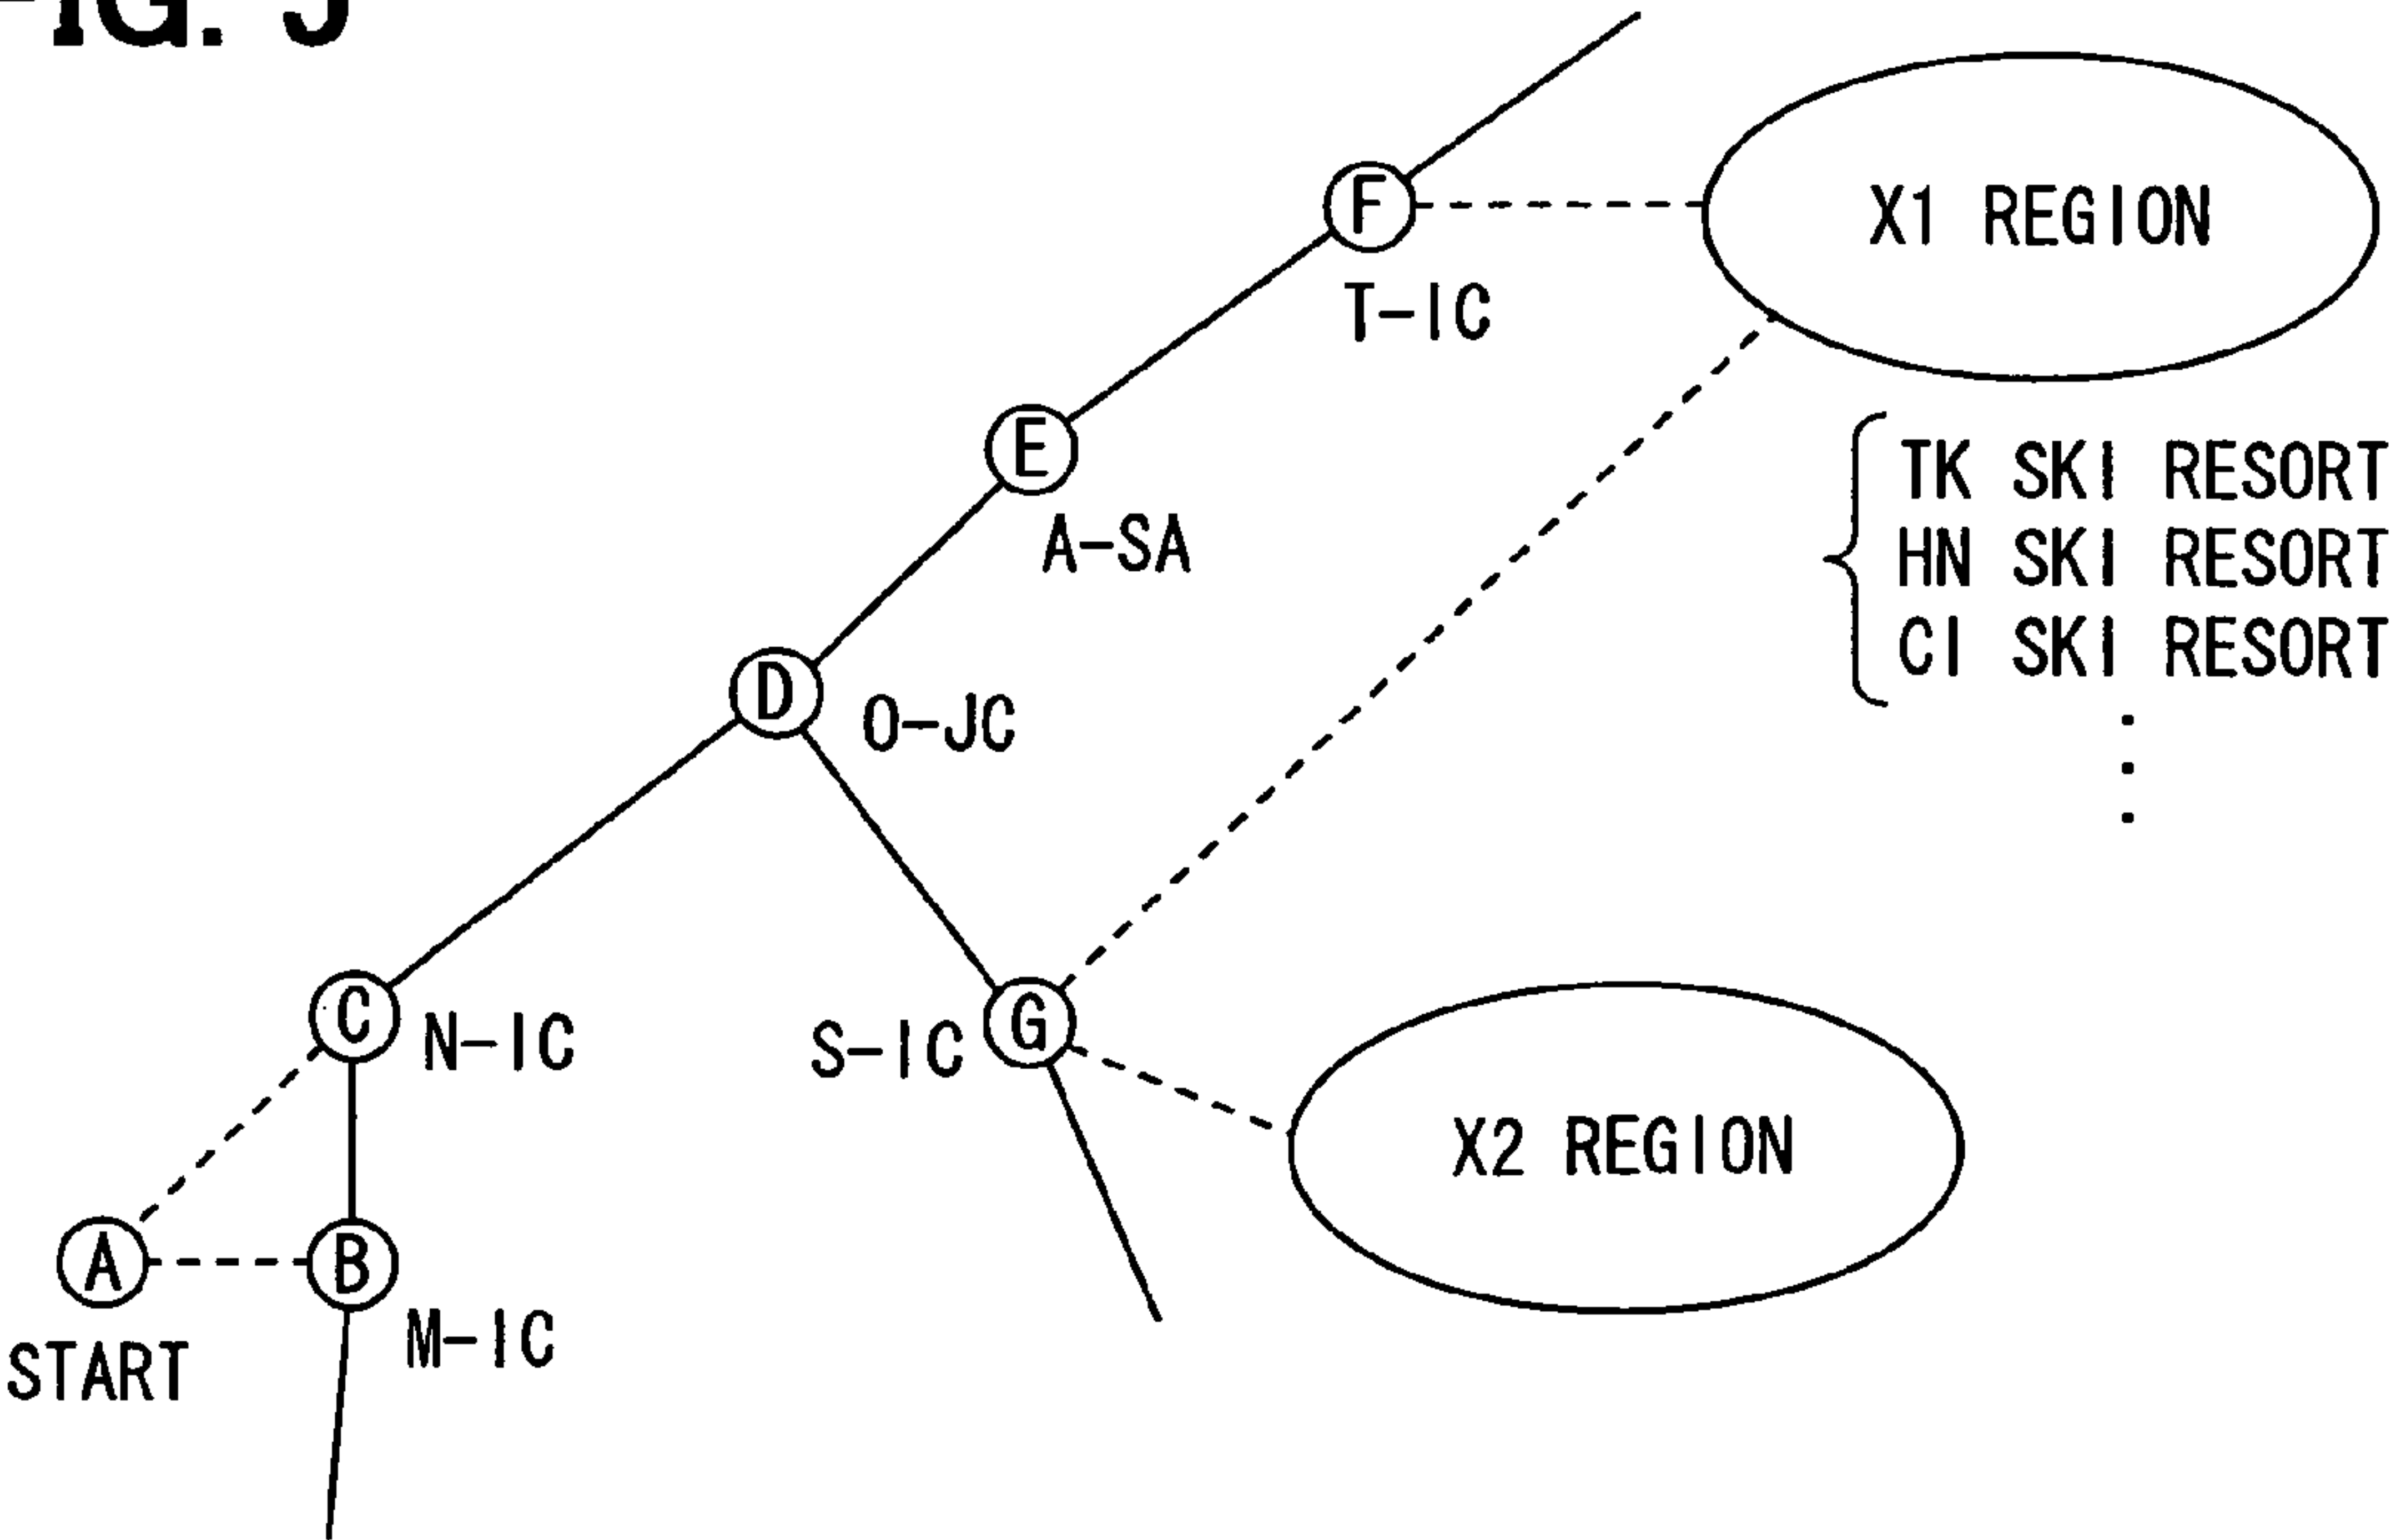 FIG. 5
F
X1 REGION
T-IC
E
A-SA
TK SKI RESORT
HN SKI RESORT
CI SKI RESORT
D
O-JC
C
N-IC
G
S-IC
X2 REGION
A
B
START
M-IC